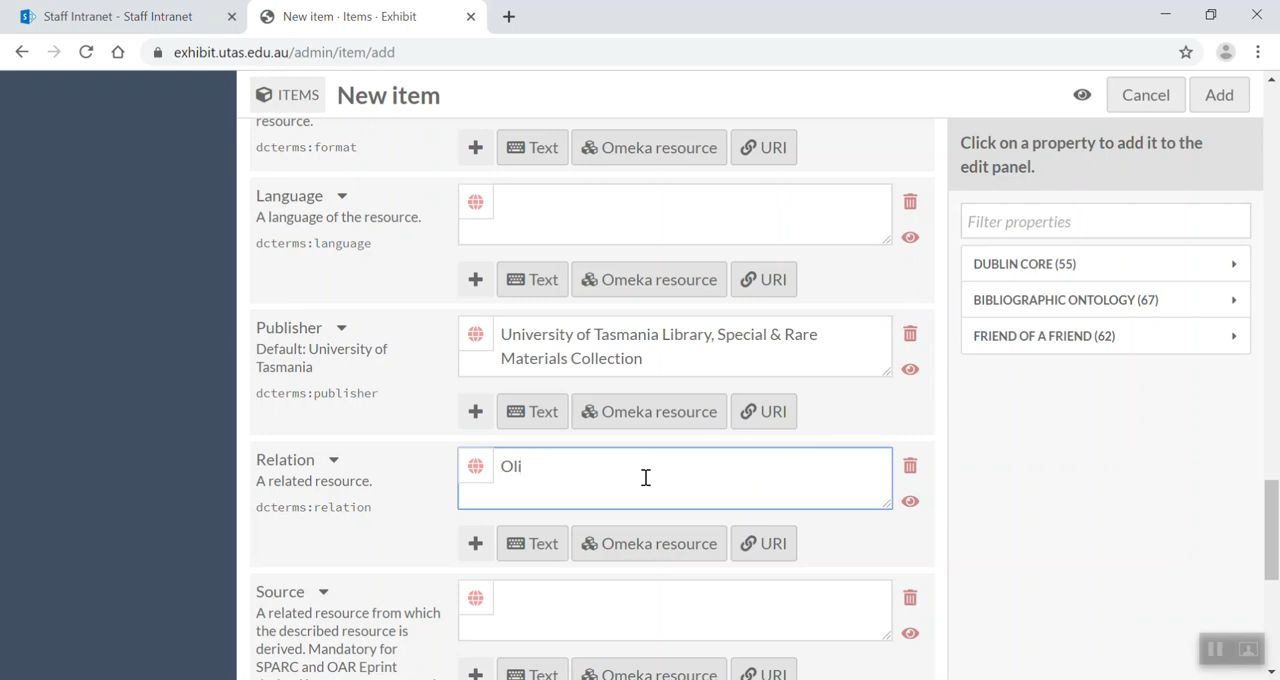 Staff Intranet - Staff Intranet
New item · Items · Exhibit
exhibit.utas.edu.au/admin/item/add
ITEMS
New item
Cancel
Add
resource.
dcterms:format
Text
Omeka resource
URI
Language
A language of the resource.
dcterms:language
Text
Omeka resource
URI
Publisher
Default: University of
Tasmania
dcterms:publisher
University of Tasmania Library, Special & Rare
Materials Collection
Text
Omeka resource
URI
Relation
A related resource.
dcterms:relation
Oli
Text
Omeka resource
URI
Source
A related resource from which
the described resource is
derived. Mandatory for
SPARC and OAR Eprint
Text
Omeka resource
URI
Click on a property to add it to the
edit panel.
Filter properties
DUBLIN CORE (55)
BIBLIOGRAPHIC ONTOLOGY (67)
FRIEND OF A FRIEND (62)